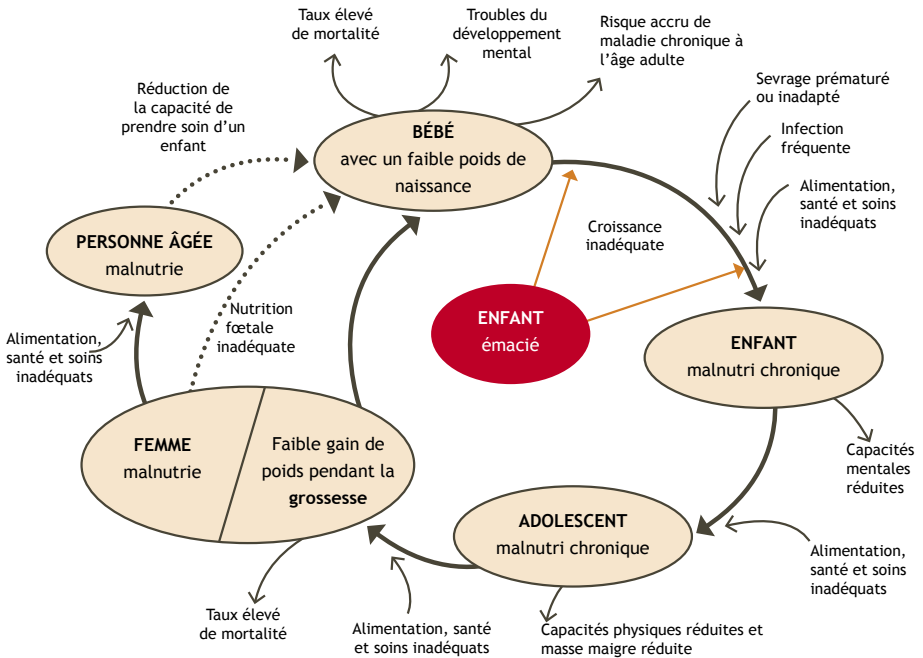 Taux élevé
de mortalité
Troubles du
développement
mental
Risque accru de
maladie chronique à
l’âge adulte
Réduction de
la capacité de
prendre soin d’un
enfant
BÉBÉ
avec un faible poids de
naissance
Sevrage prématuré
ou inadapté
Infection
fréquente
Alimentation,
santé et soins
inadéquats
Croissance
inadéquate
PERSONNE ÂGÉE
malnutrie
Nutrition
fœtale
inadéquate
Alimentation,
santé et soins
inadéquats
ENFANT
émacié
ENFANT
malnutri chronique
Capacités
mentales
réduites
FEMME
malnutrie
Faible gain de
poids pendant la
grossesse
ADOLESCENT
malnutri chronique
Alimentation,
santé et soins
inadéquats
Taux élevé
de mortalité
Alimentation, santé
et soins inadéquats
Capacités physiques réduites et
masse maigre réduite